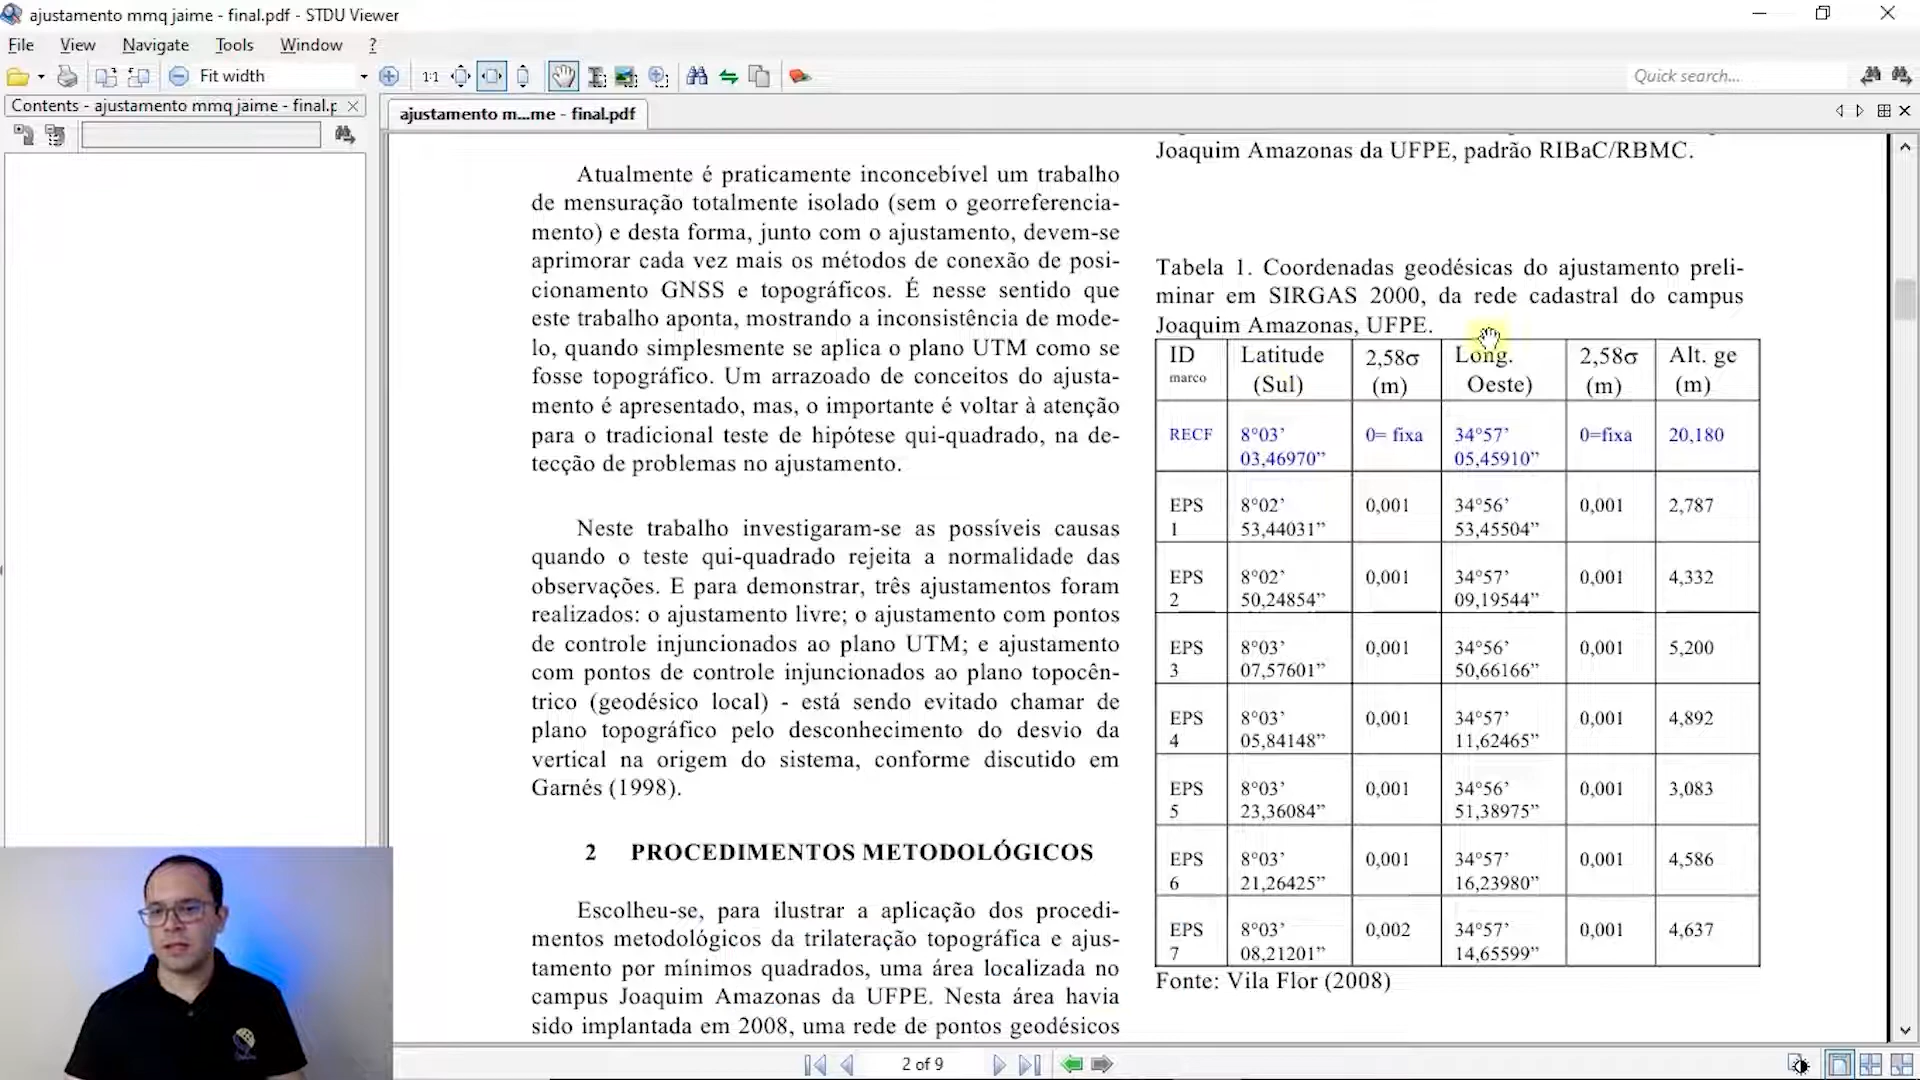 ajustamento mmq jaime - final.pdf - STDU Viewer
File View Navigate Tools Window ?
Fit width
1:1
Quick search...
Contents - ajustamento mmq jaime - final.p
ajustamento m...me - final.pdf
Atualmente é praticamente inconcebível um trabalho
de mensuração totalmente isolado (sem o georreferencia-
mento) e desta forma, junto com o ajustamento, devem-se
aprimorar cada vez mais os métodos de conexão de posi-
cionamento GNSS e topográficos. É nesse sentido que
este trabalho aponta, mostrando a inconsistência de mode-
lo, quando simplesmente se aplica o plano UTM como se
fosse topográfico. Um arrazoado de conceitos do ajusta-
mento é apresentado, mas, o importante é voltar à atenção
para o tradicional teste de hipótese qui-quadrado, na de-
tecção de problemas no ajustamento.
Neste trabalho investigaram-se as possíveis causas
quando o teste qui-quadrado rejeita a normalidade das
observações. E para demonstrar, três ajustamentos foram
realizados: o ajustamento livre; o ajustamento com pontos
de controle injuncionados ao plano UTM; e ajustamento
com pontos de controle injuncionados ao plano topocên-
trico (geodésico local) - está sendo evitado chamar de
plano topográfico pelo desconhecimento do desvio da
vertical na origem do sistema, conforme discutido em
Garnés (1998).
2 PROCEDIMENTOS METODOLÓGICOS
Escolheu-se, para ilustrar a aplicação dos procedi-
mentos metodológicos da trilateração topográfica e ajus-
tamento por mínimos quadrados, uma área localizada no
campus Joaquim Amazonas da UFPE. Nesta área havia
sido implantada em 2008, uma rede de pontos geodésicos
Joaquim Amazonas da UFPE, padrão RIBaC/RBMC.
Tabela 1. Coordenadas geodésicas do ajustamento preli-
minar em SIRGAS 2000, da rede cadastral do campus
Joaquim Amazonas, UFPE.
ID Latitude 2,58σ Long. 2,58σ Alt. ge
marco (Sul) (m) Oeste) (m) (m)
RECF 8°03’ 0= fixa 34°57’ 0=fixa 20,180
03,46970” 05,45910”
EPS 8°02’ 0,001 34°56’ 0,001 2,787
1 53,44031” 53,45504”
EPS 8°02’ 0,001 34°57’ 0,001 4,332
2 50,24854” 09,19544”
EPS 8°03’ 0,001 34°56’ 0,001 5,200
3 07,57601” 50,66166”
EPS 8°03’ 0,001 34°57’ 0,001 4,892
4 05,84148” 11,62465”
EPS 8°03’ 0,001 34°56’ 0,001 3,083
5 23,36084” 51,38975”
EPS 8°03’ 0,001 34°57’ 0,001 4,586
6 21,26425” 16,23980”
EPS 8°03’ 0,002 34°57’ 0,001 4,637
7 08,21201” 14,65599”
Fonte: Vila Flor (2008)
2 of 9